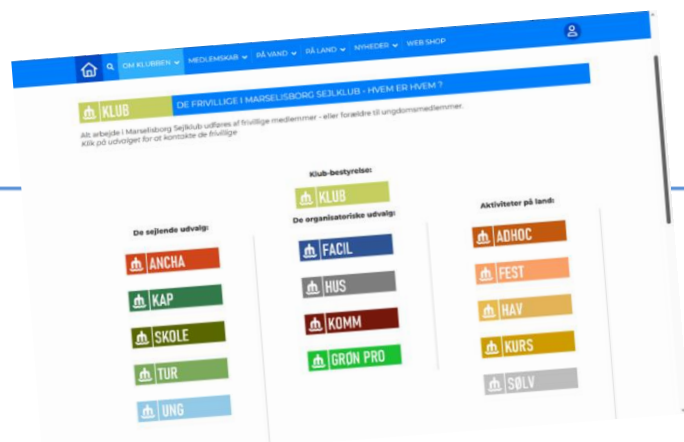 OM KLUBBEN MEDLEMSKAB PÅ VAND PÅ LAND NYHEDER WEB SHOP
KLUB DE FRIVILLIGE I MARSELISBORG SEJLKLUB - HVEM ER HVEM ?
Alt arbejde i Marselisborg Sejlklub udføres af frivillige medlemmer - eller forældre til ungdomsmedlemmer.
Klik på udvalget for at kontakte de frivillige
Klub-bestyrelse:
KLUB
De sejlende udvalg:
ANCHA
KAP
SKOLE
TUR
UNG
De organisatoriske udvalg:
FACIL
HUS
KOMM
GRØN PRO
Aktiviteter på land:
ADHOC
FEST
HAV
KURS
SØLV